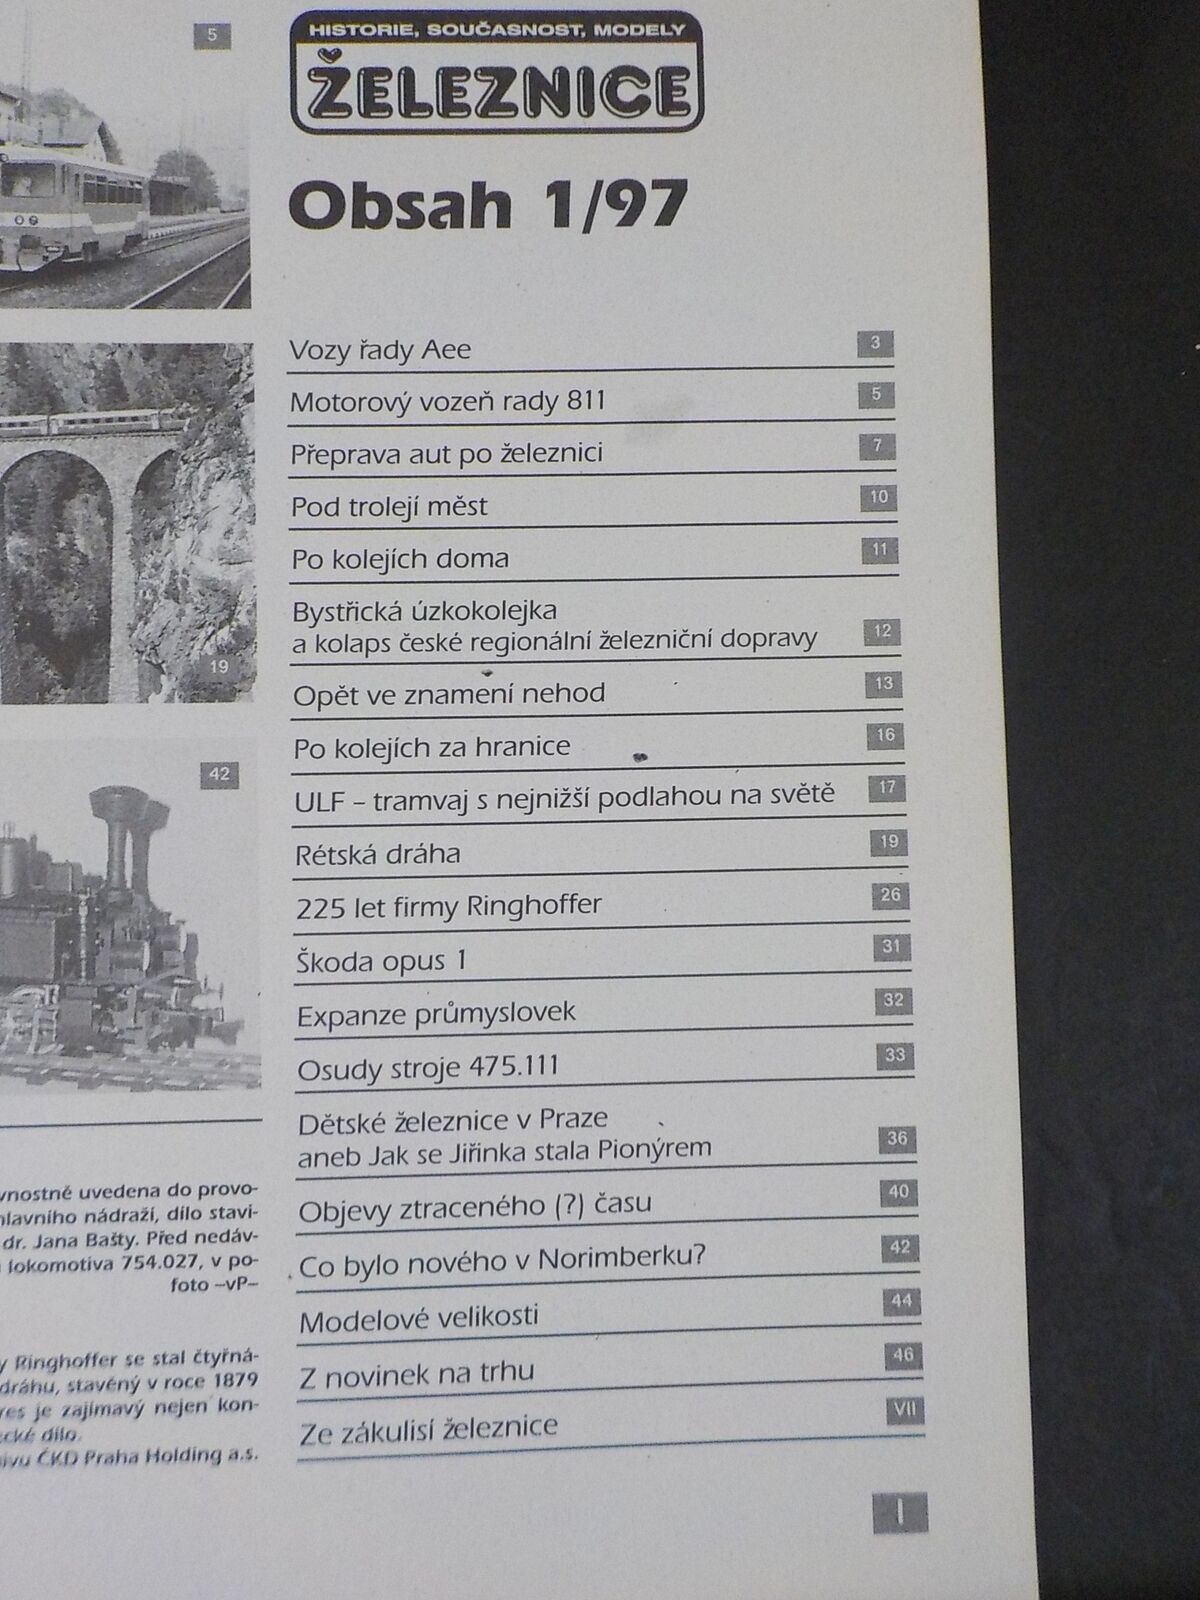 5
19
42
vnostně uvedena do provo-
hlavního nádraží, dílo stavi-
dr. Jana Bašty. Před nedáv-
lokomotiva 754.027, v po-
foto –vP–
y Ringhoffer se stal čtyřná-
dráhu, stavěný v roce 1879
res je zajímavý nejen kon-
ecké dílo.
ivu ČKD Praha Holding a.s.
HISTORIE, SOUČASNOST, MODELY
ŽELEZNICE
Obsah 1/97
Vozy řady Aee 3
Motorový vozeň rady 811 5
Přeprava aut po železnici 7
Pod trolejí měst 10
Po kolejích doma 11
Bystřická úzkokolejka
a kolaps české regionální železniční dopravy 12
Opět ve znamení nehod 13
Po kolejích za hranice 16
ULF – tramvaj s nejnižší podlahou na světě 17
Rétská dráha 19
225 let firmy Ringhoffer 26
Škoda opus 1 31
Expanze průmyslovek 32
Osudy stroje 475.111 33
Dětské železnice v Praze
aneb Jak se Jiřinka stala Pionýrem 36
Objevy ztraceného (?) času 40
Co bylo nového v Norimberku? 42
Modelové velikosti 44
Z novinek na trhu 46
Ze zákulisí železnice VII
I